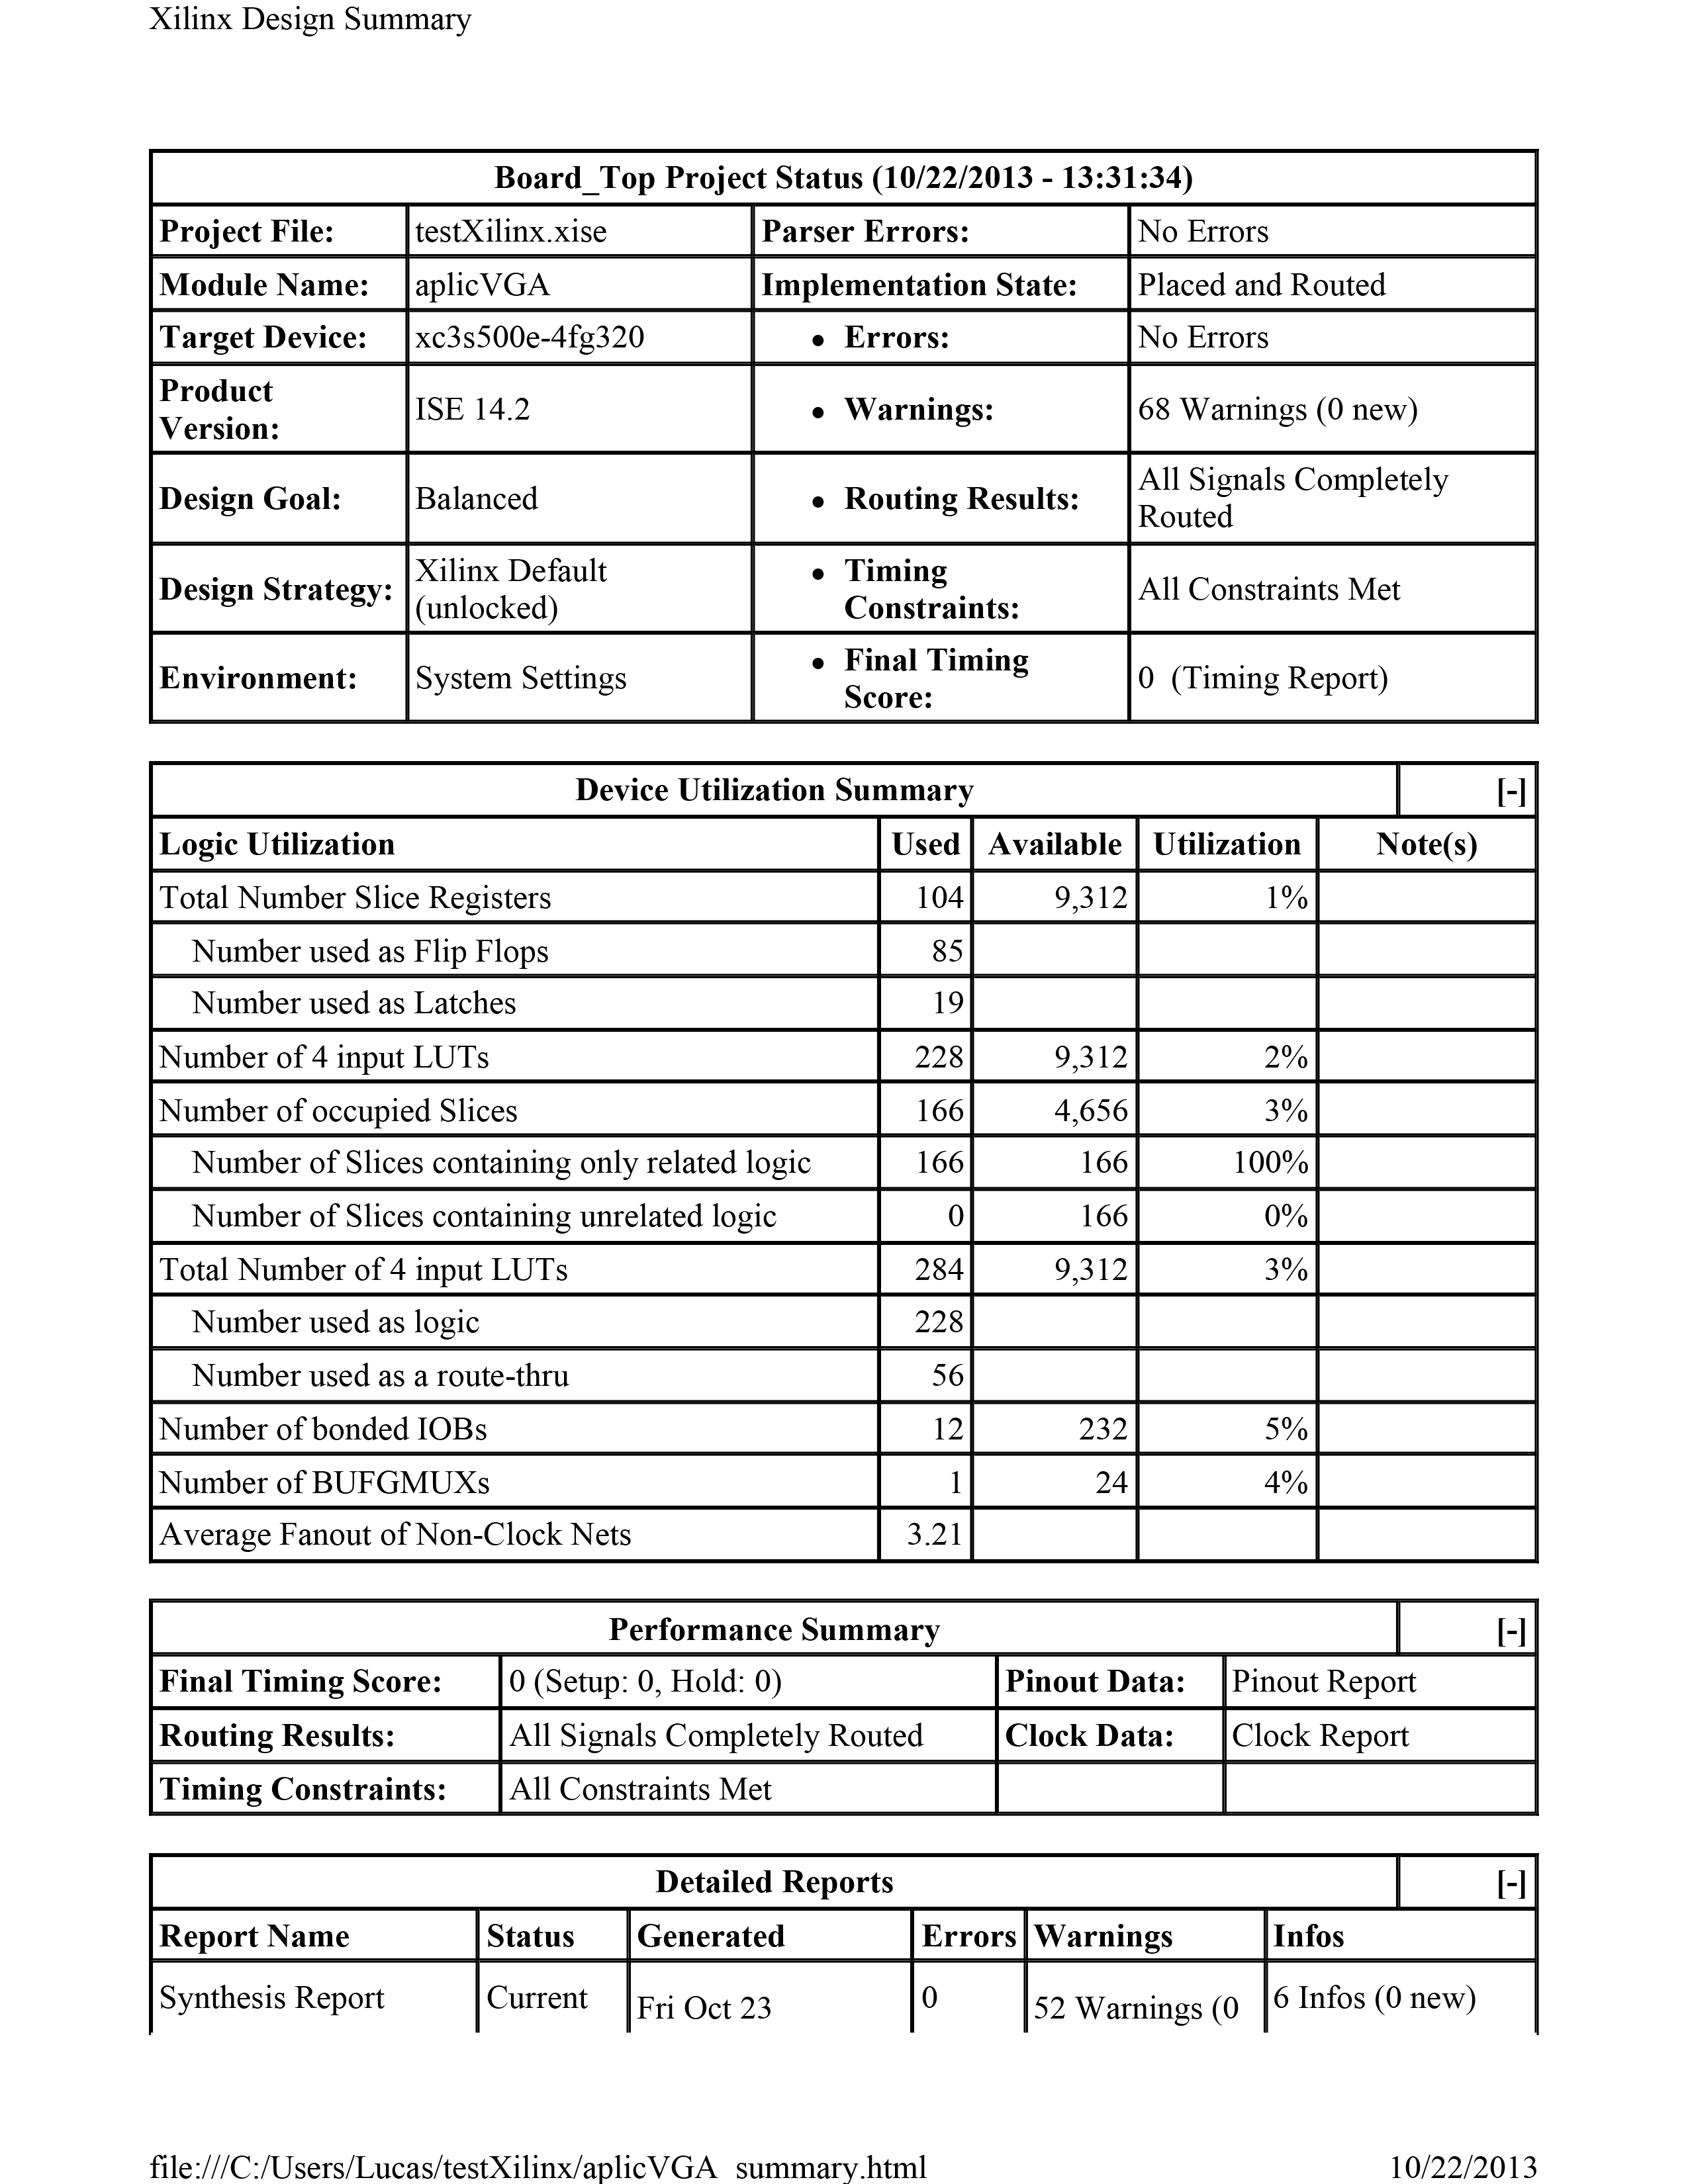 Xilinx Design Summary
Board_Top Project Status (10/22/2013 - 13:31:34)
Project File: testXilinx.xise Parser Errors: No Errors
Module Name: aplicVGA Implementation State: Placed and Routed
Target Device: xc3s500e-4fg320 • Errors: No Errors
Product Version: ISE 14.2 • Warnings: 68 Warnings (0 new)
Design Goal: Balanced • Routing Results: All Signals Completely Routed
Design Strategy: Xilinx Default (unlocked) • Timing Constraints: All Constraints Met
Environment: System Settings • Final Timing Score: 0 (Timing Report)
Device Utilization Summary [-]
Logic Utilization Used Available Utilization Note(s)
Total Number Slice Registers 104 9,312 1%
Number used as Flip Flops 85
Number used as Latches 19
Number of 4 input LUTs 228 9,312 2%
Number of occupied Slices 166 4,656 3%
Number of Slices containing only related logic 166 166 100%
Number of Slices containing unrelated logic 0 166 0%
Total Number of 4 input LUTs 284 9,312 3%
Number used as logic 228
Number used as a route-thru 56
Number of bonded IOBs 12 232 5%
Number of BUFGMUXs 1 24 4%
Average Fanout of Non-Clock Nets 3.21
Performance Summary [-]
Final Timing Score: 0 (Setup: 0, Hold: 0) Pinout Data: Pinout Report
Routing Results: All Signals Completely Routed Clock Data: Clock Report
Timing Constraints: All Constraints Met
Detailed Reports [-]
Report Name Status Generated Errors Warnings Infos
Synthesis Report Current Fri Oct 23 0 52 Warnings (0 6 Infos (0 new)
file:///C:/Users/Lucas/testXilinx/aplicVGA_summary.html 10/22/2013